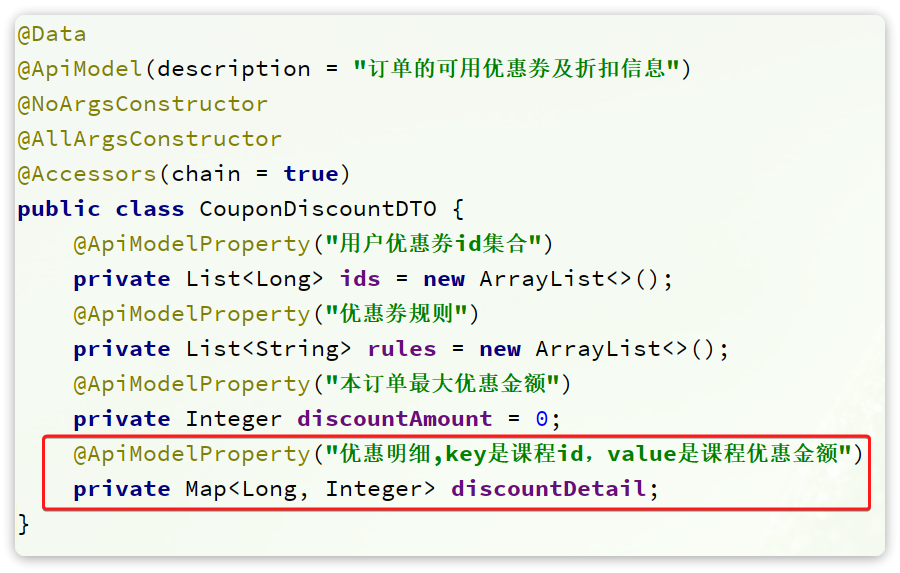 @Data
@ApiModel(description = "订单的可用优惠券及折扣信息")
@NoArgsConstructor
@AllArgsConstructor
@Accessors(chain = true)
public class CouponDiscountDTO {
    @ApiModelProperty("用户优惠券id集合")
    private List<Long> ids = new ArrayList<>();
    @ApiModelProperty("优惠券规则")
    private List<String> rules = new ArrayList<>();
    @ApiModelProperty("本订单最大优惠金额")
    private Integer discountAmount = 0;
    @ApiModelProperty("优惠明细,key是课程id，value是课程优惠金额")
    private Map<Long, Integer> discountDetail;
}